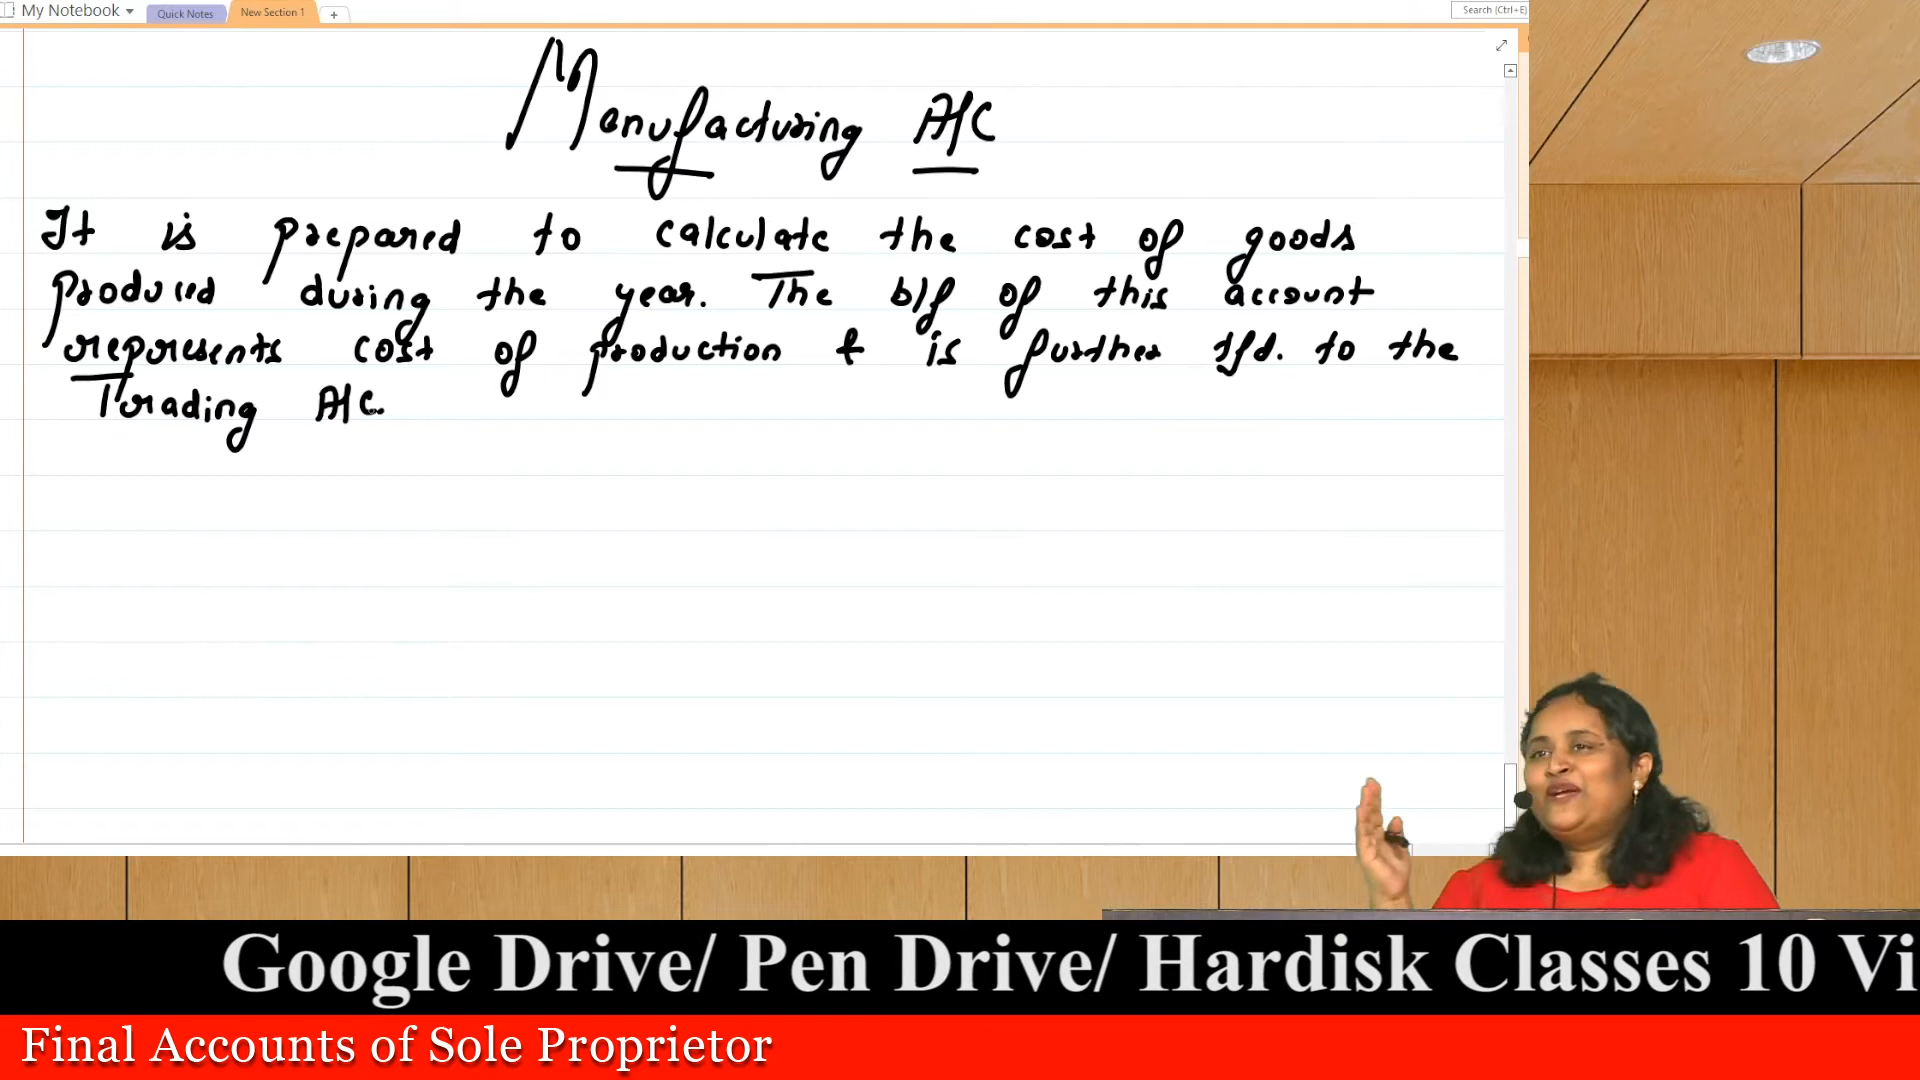 My Notebook
Quick Notes
New Section 1
+
Search (Ctrl+E)
Manufacturing A/C
It is prepared to calculate the cost of goods
produced during the year. The b/f of this account
represents cost of production & is further tfd. to the
Trading A/C.
Google Drive/ Pen Drive/ Hardisk Classes 10 Vi
Final Accounts of Sole Proprietor